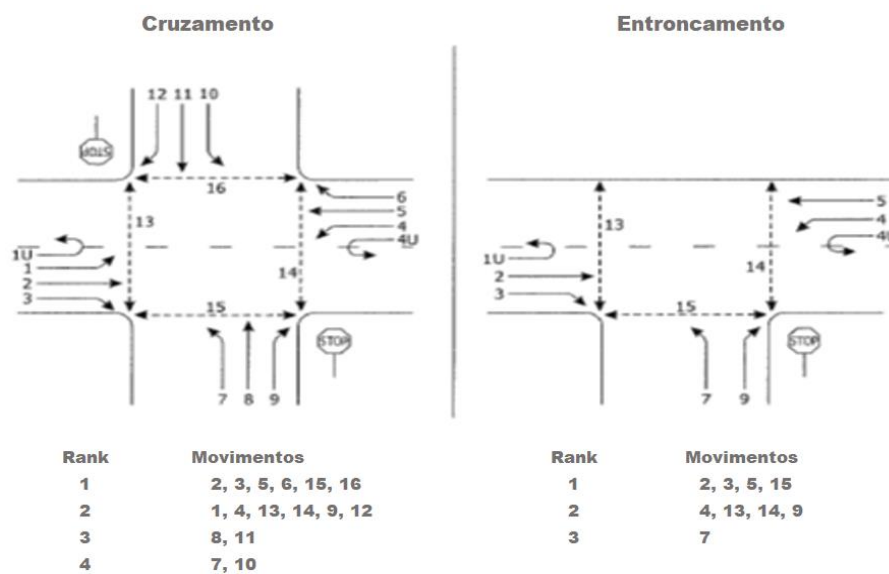 Cruzamento
12 11 10
STOP
16
6
5
4
4U
13
1U
1
2
3
14
15
STOP
7 8 9
Rank Movimentos
1 2, 3, 5, 6, 15, 16
2 1, 4, 13, 14, 9, 12
3 8, 11
4 7, 10
Entroncamento
5
4
4U
13
1U
2
3
14
15
STOP
7 9
Rank Movimentos
1 2, 3, 5, 15
2 4, 13, 14, 9
3 7